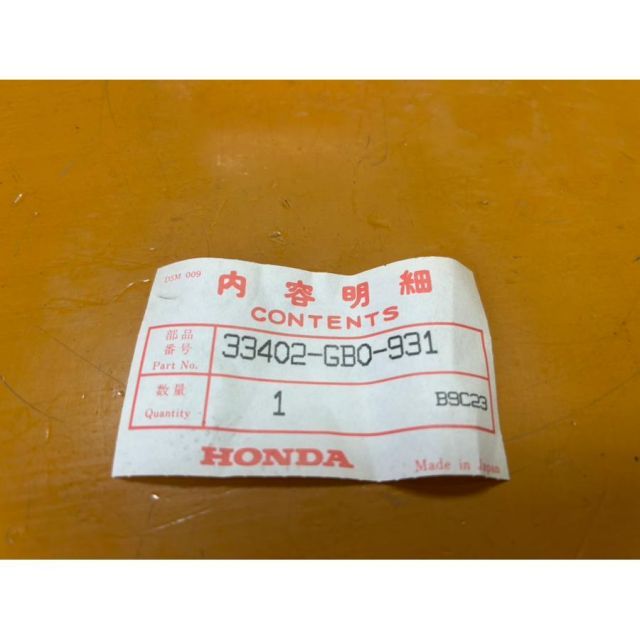 DSM 009
内容明細
CONTENTS
部品
番号
Part No.
33402-GB0-931
数量
Quantity
1
B9C23
HONDA
Made in Japan